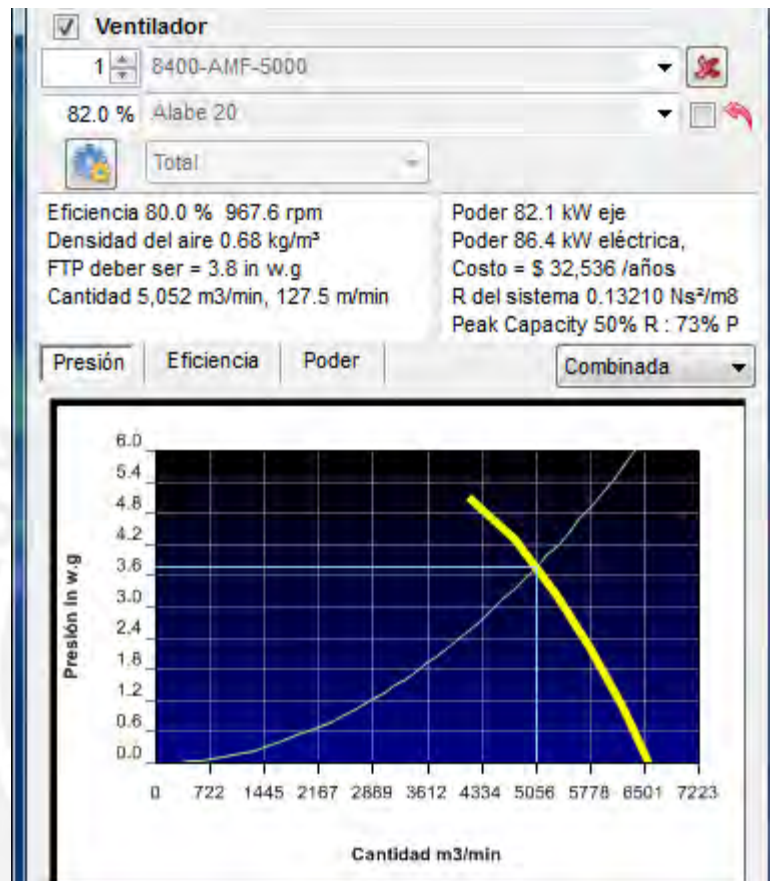 Ventilador
1 8400-AMF-5000
82.0 % Alabe 20
Total
Eficiencia 80.0 % 967.6 rpm
Densidad del aire 0.68 kg/m³
FTP deber ser = 3.8 in w.g
Cantidad 5,052 m3/min, 127.5 m/min
Poder 82.1 kW eje
Poder 86.4 kW eléctrica,
Costo = $ 32,536 /años
R del sistema 0.13210 Ns²/m8
Peak Capacity 50% R : 73% P
Presión Eficiencia Poder Combinada
Presión in w.g
6.0
5.4
4.8
4.2
3.6
3.0
2.4
1.8
1.2
0.6
0.0
0 722 1445 2167 2889 3612 4334 5056 5778 6501 7223
Cantidad m3/min